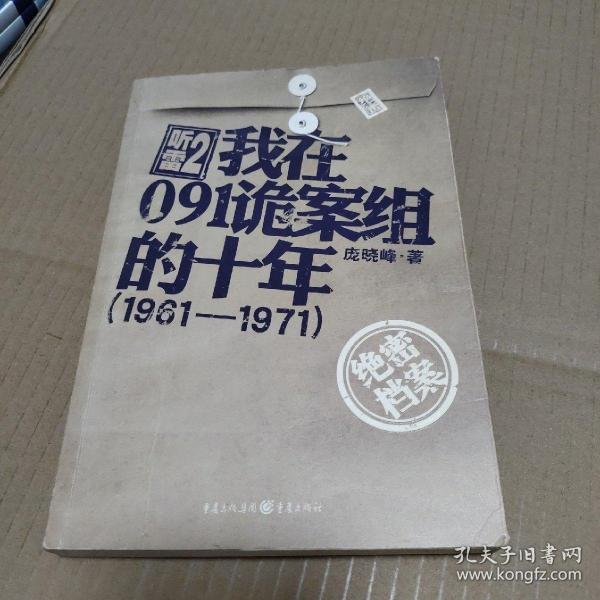 听雷2
我在
091诡案组
的十年
庞晓峰·著
(1961—1971)
绝密
档案
重庆出版集团 重庆出版社
孔夫子旧书网
www.kongfz.com